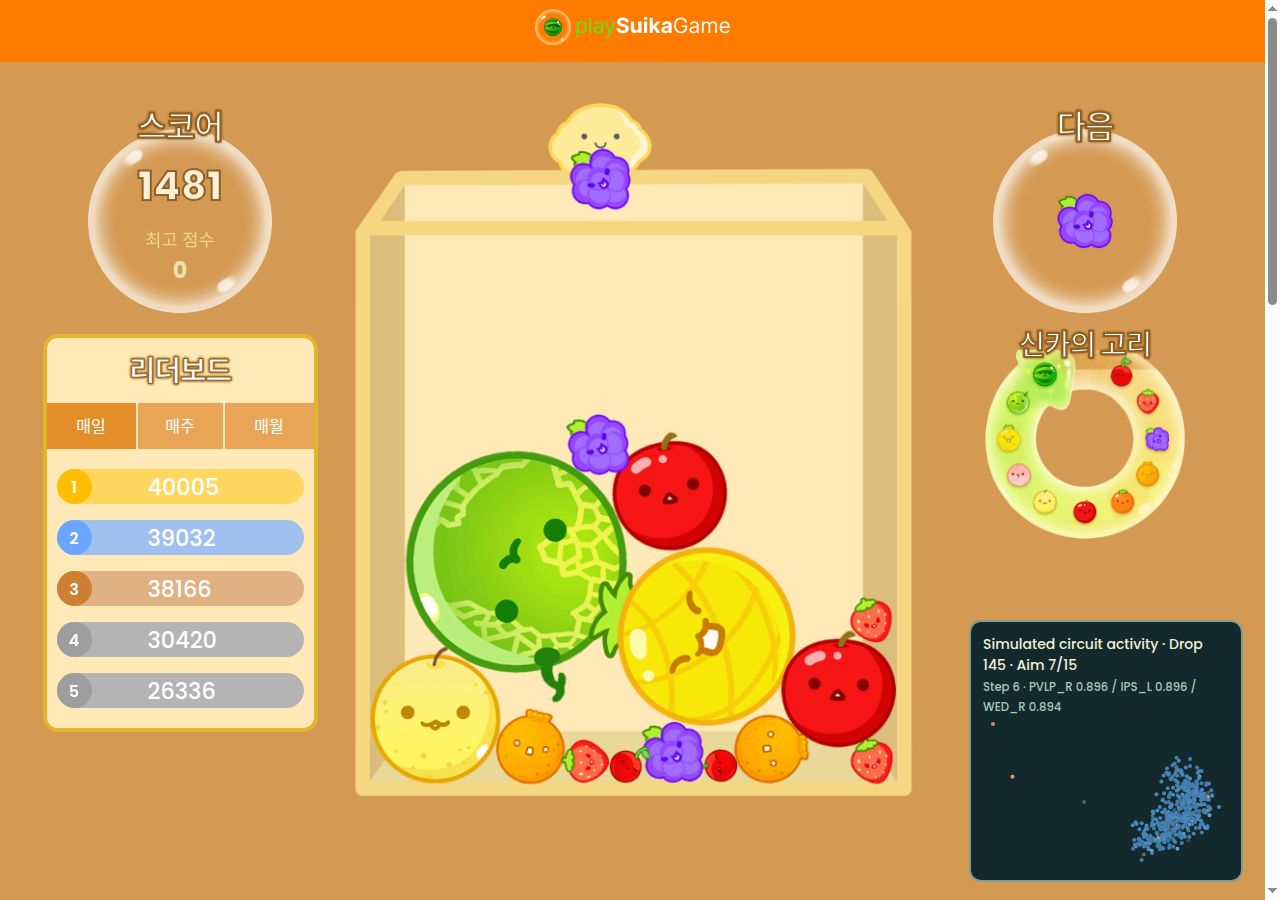 playSuikaGame
스코어
1481
최고 점수
0
다음
신카의 고리
리더보드
매일 매주 매월
1 40005
2 39032
3 38166
4 30420
5 26336
Simulated circuit activity · Drop
145 · Aim 7/15
Step 6 · PVLP_R 0.896 / IPS_L 0.896 /
WED_R 0.894